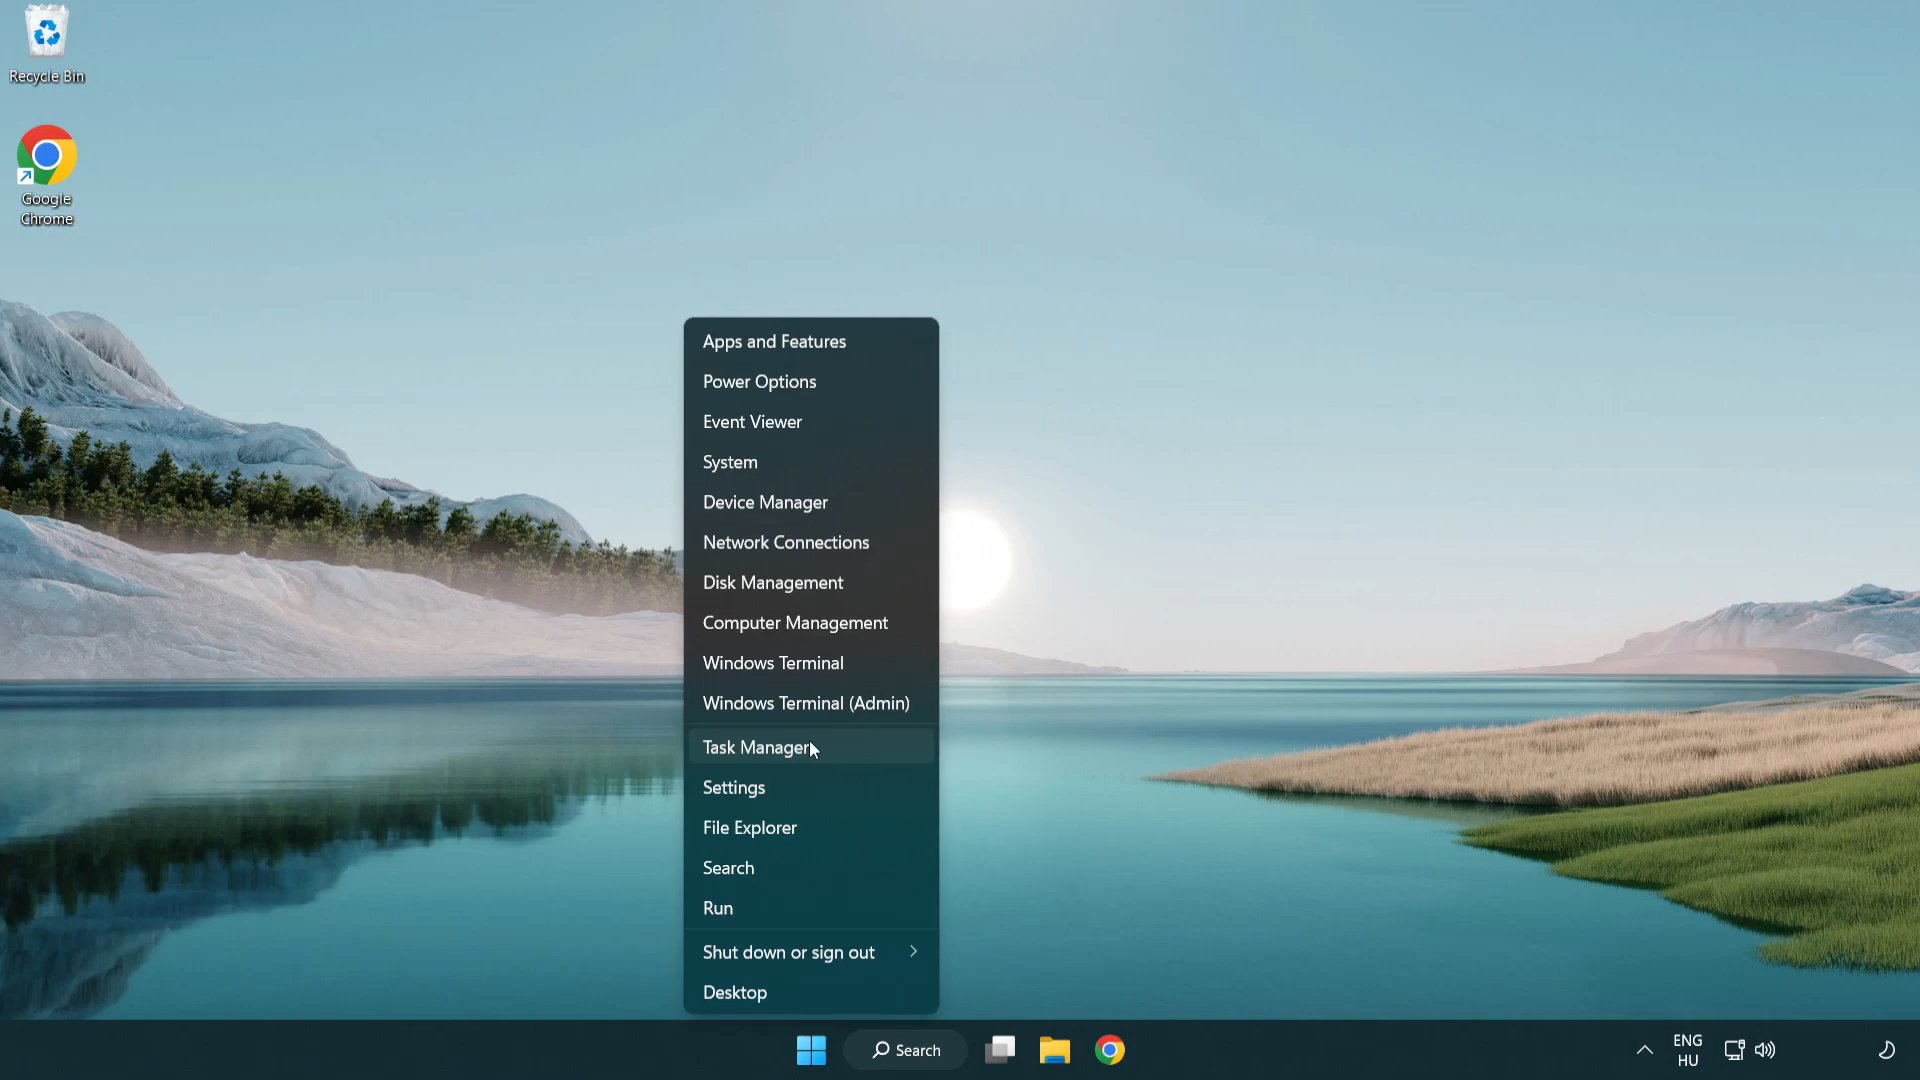 Recycle Bin
Google
Chrome
Apps and Features
Power Options
Event Viewer
System
Device Manager
Network Connections
Disk Management
Computer Management
Windows Terminal
Windows Terminal (Admin)
Task Manager
Settings
File Explorer
Search
Run
Shut down or sign out
Desktop
Search
ENG
HU